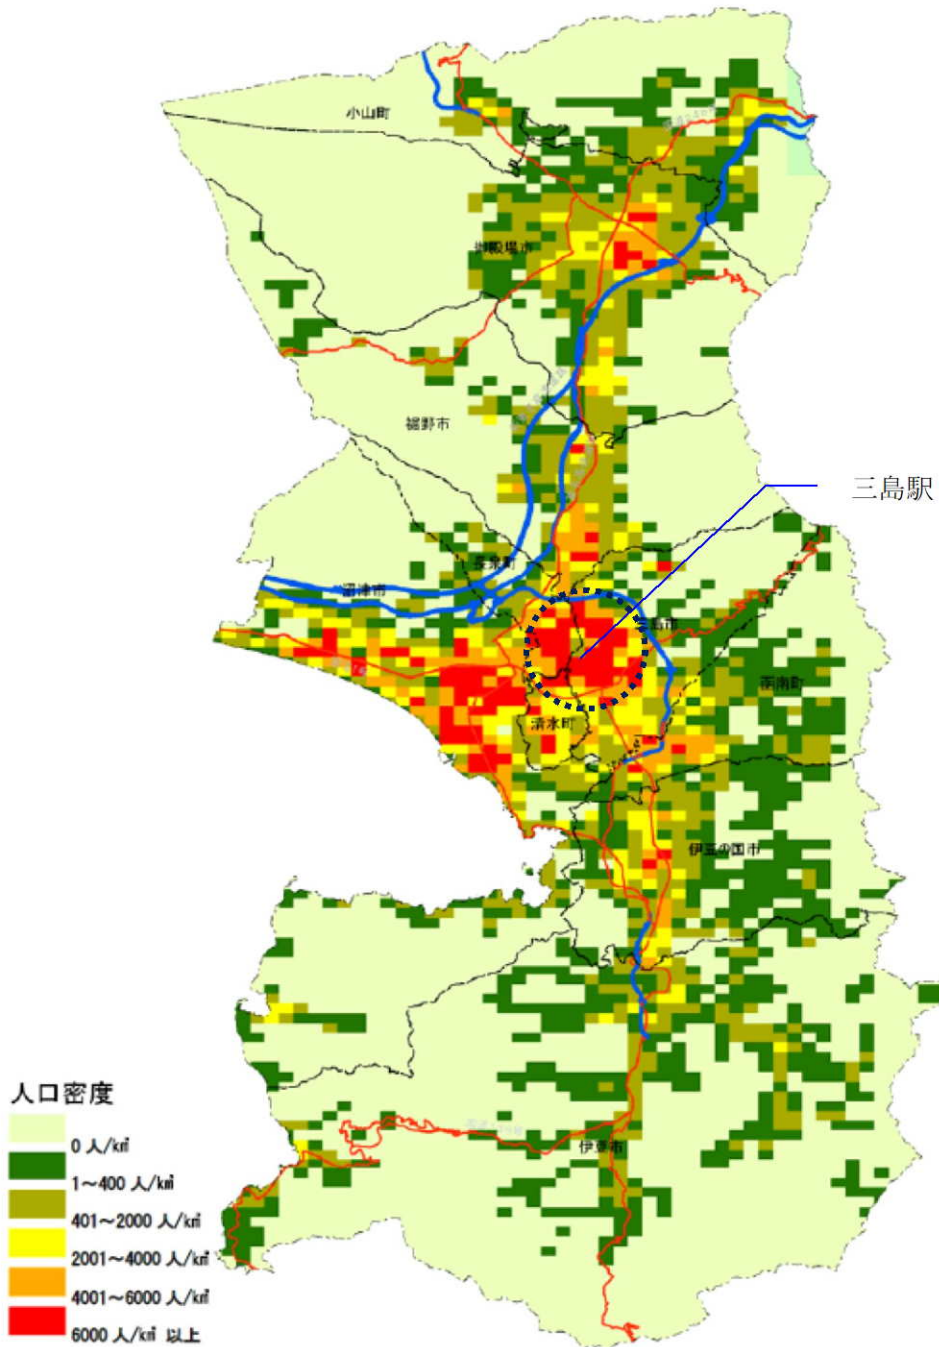 小山町
御殿場市
裾野市
三島駅
長泉町
沼津市
三島市
函南町
清水町
伊豆の国市
伊豆市
人口密度
0 人/k㎡
1～400 人/k㎡
401～2000 人/k㎡
2001～4000 人/k㎡
4001～6000 人/k㎡
6000 人/k㎡ 以上